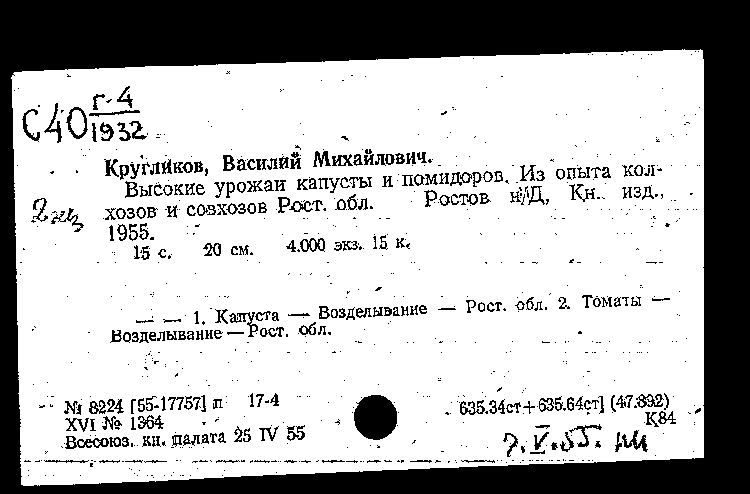 С40 г-4/1932
Кругликов, Василий Михайлович.
Высокие урожаи капусты и помидоров. Из опыта кол-
2 экз хозов и совхозов Рост. обл. Ростов н/Д, Кн. изд.,
1955.
15 с. 20 см. 4.000 экз. 15 к.
— — 1. Капуста — Возделывание — Рост. обл. 2. Томаты —
Возделывание — Рост. обл.
№ 8224 [55-17757] п 17-4 635.34ст+635.64ст] (47.892)
XVI № 1364 К84
Всесоюз. кн. палата 25 IV 55
7.V.55.